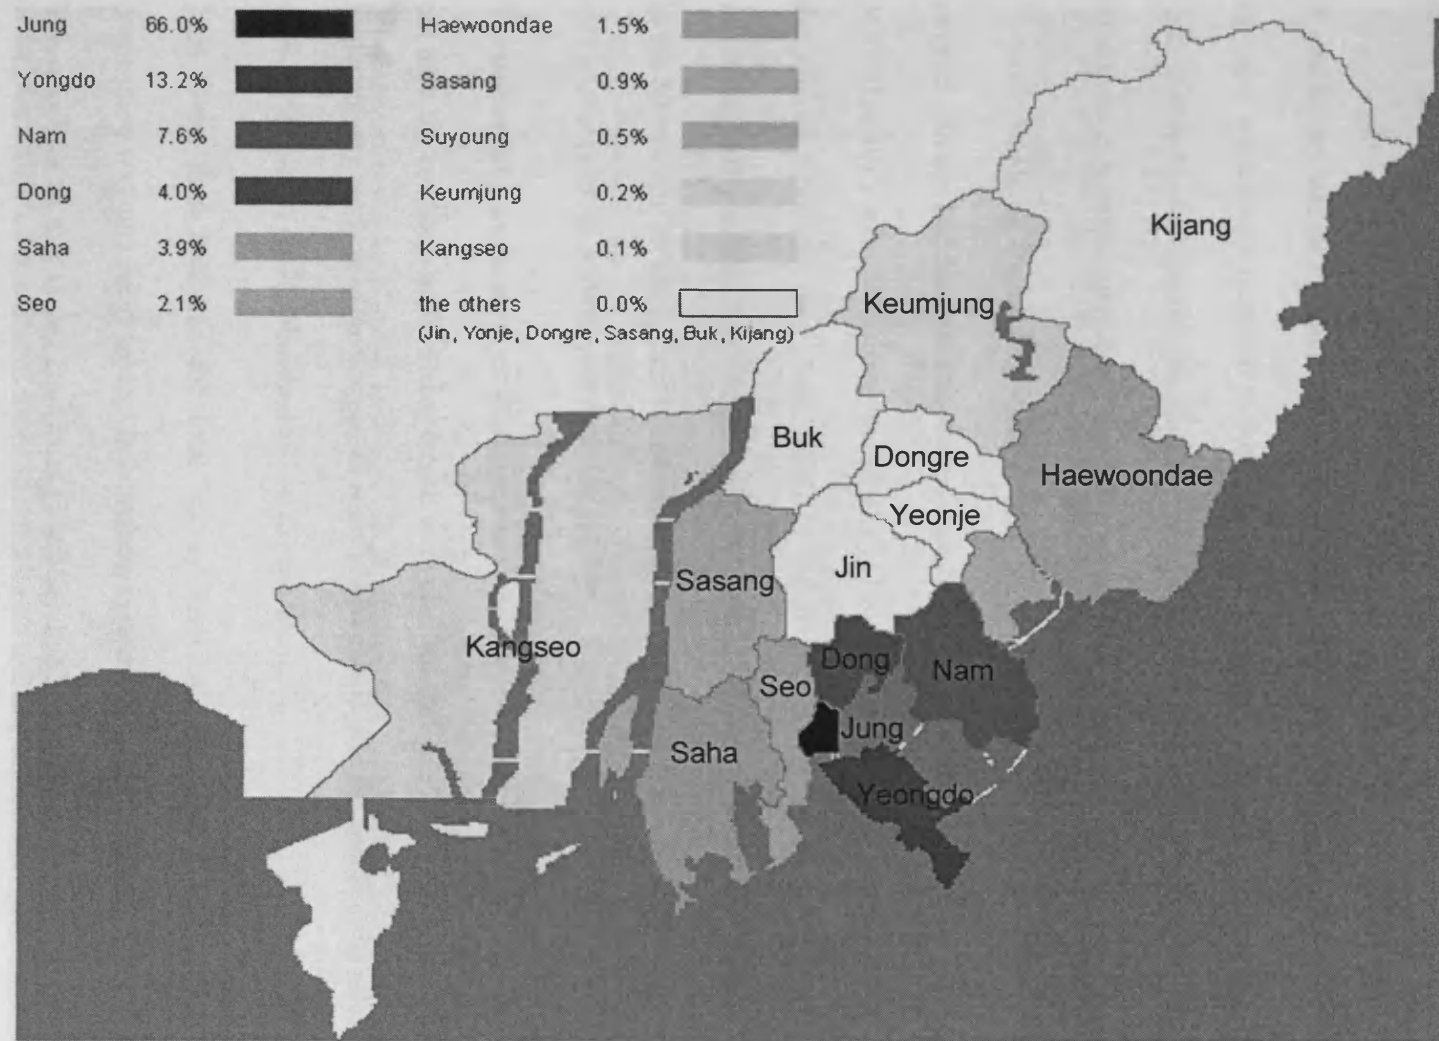 Jung 66.0%
Yongdo 13.2%
Nam 7.6%
Dong 4.0%
Saha 3.9%
Seo 2.1%
Haewoondae 1.5%
Sasang 0.9%
Suyoung 0.5%
Keumjung 0.2%
Kangseo 0.1%
the others 0.0%
(Jin, Yonje, Dongre, Sasang, Buk, Kijang)
Kijang
Keumjung
Buk
Dongre
Haewoondae
Yeonje
Jin
Sasang
Kangseo
Dong
Nam
Seo
Jung
Saha
Yeongdo